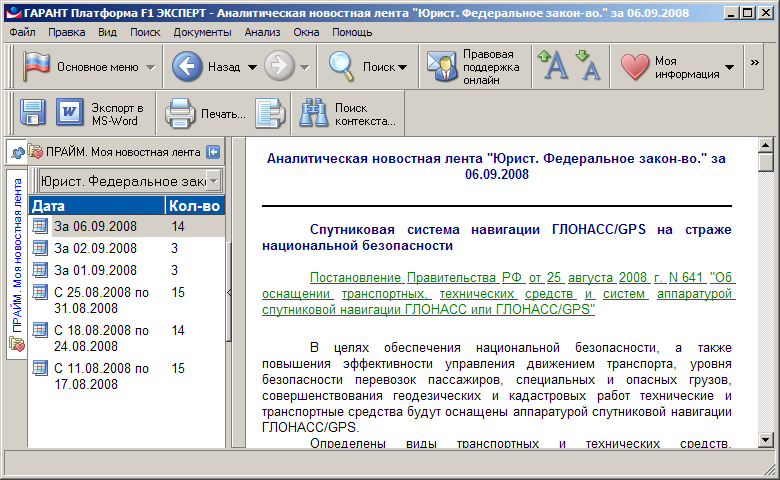 ГАРАНТ Платформа F1 ЭКСПЕРТ - Аналитическая новостная лента "Юрист. Федеральное закон-во." за 06.09.2008
Файл Правка Вид Поиск Документы Анализ Окна Помощь
Основное меню Назад Поиск Правовая поддержка онлайн A A Моя информация »
Экспорт в MS-Word Печать... Поиск контекста...
ПРАЙМ. Моя новостная лента
ПРАЙМ. Моя новостная лента
Юрист. Федеральное зак
Дата Кол-во
За 06.09.2008 14
За 02.09.2008 3
За 01.09.2008 3
С 25.08.2008 по 15
31.08.2008
С 18.08.2008 по 14
24.08.2008
С 11.08.2008 по 15
17.08.2008
Аналитическая новостная лента "Юрист. Федеральное закон-во." за
06.09.2008
Спутниковая система навигации ГЛОНАСС/GPS на страже
национальной безопасности
Постановление Правительства РФ от 25 августа 2008 г. N 641 "Об
оснащении транспортных, технических средств и систем аппаратурой
спутниковой навигации ГЛОНАСС или ГЛОНАСС/GPS"
В целях обеспечения национальной безопасности, а также
повышения эффективности управления движением транспорта, уровня
безопасности перевозок пассажиров, специальных и опасных грузов,
совершенствования геодезических и кадастровых работ технические и
транспортные средства будут оснащены аппаратурой спутниковой навигации
ГЛОНАСС/GPS.
Определены виды транспортных и технических средств,